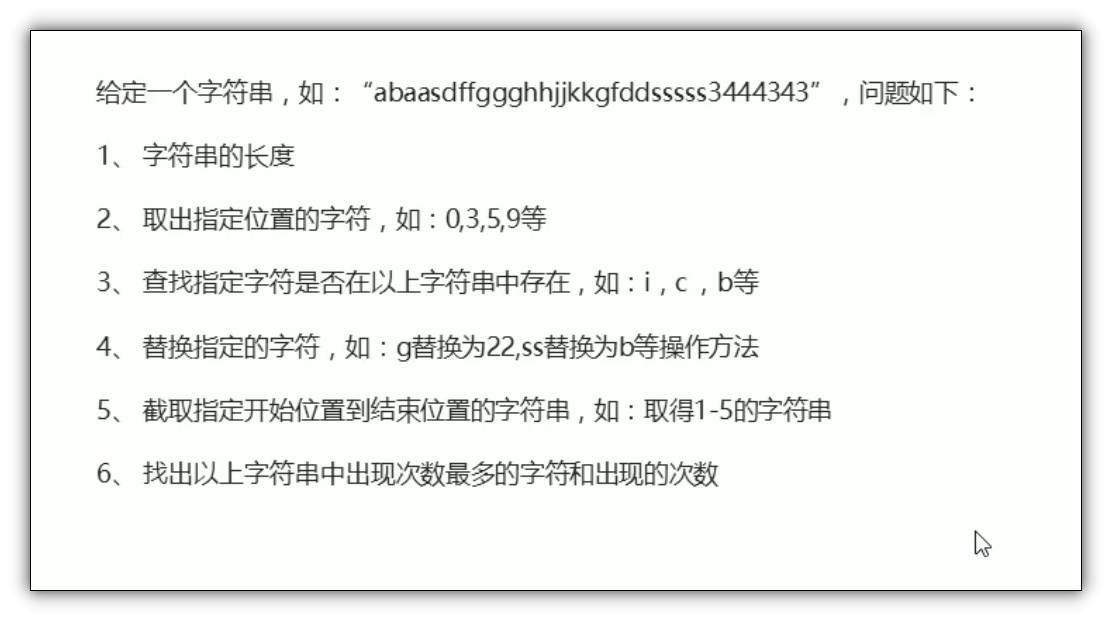 给定一个字符串，如：“abaasdffggghhjjkkgfddsssss3444343”，问题如下：
1、 字符串的长度
2、 取出指定位置的字符，如：0,3,5,9等
3、 查找指定字符是否在以上字符串中存在，如：i，c ，b等
4、 替换指定的字符，如：g替换为22,ss替换为b等操作方法
5、 截取指定开始位置到结束位置的字符串，如：取得1-5的字符串
6、 找出以上字符串中出现次数最多的字符和出现的次数